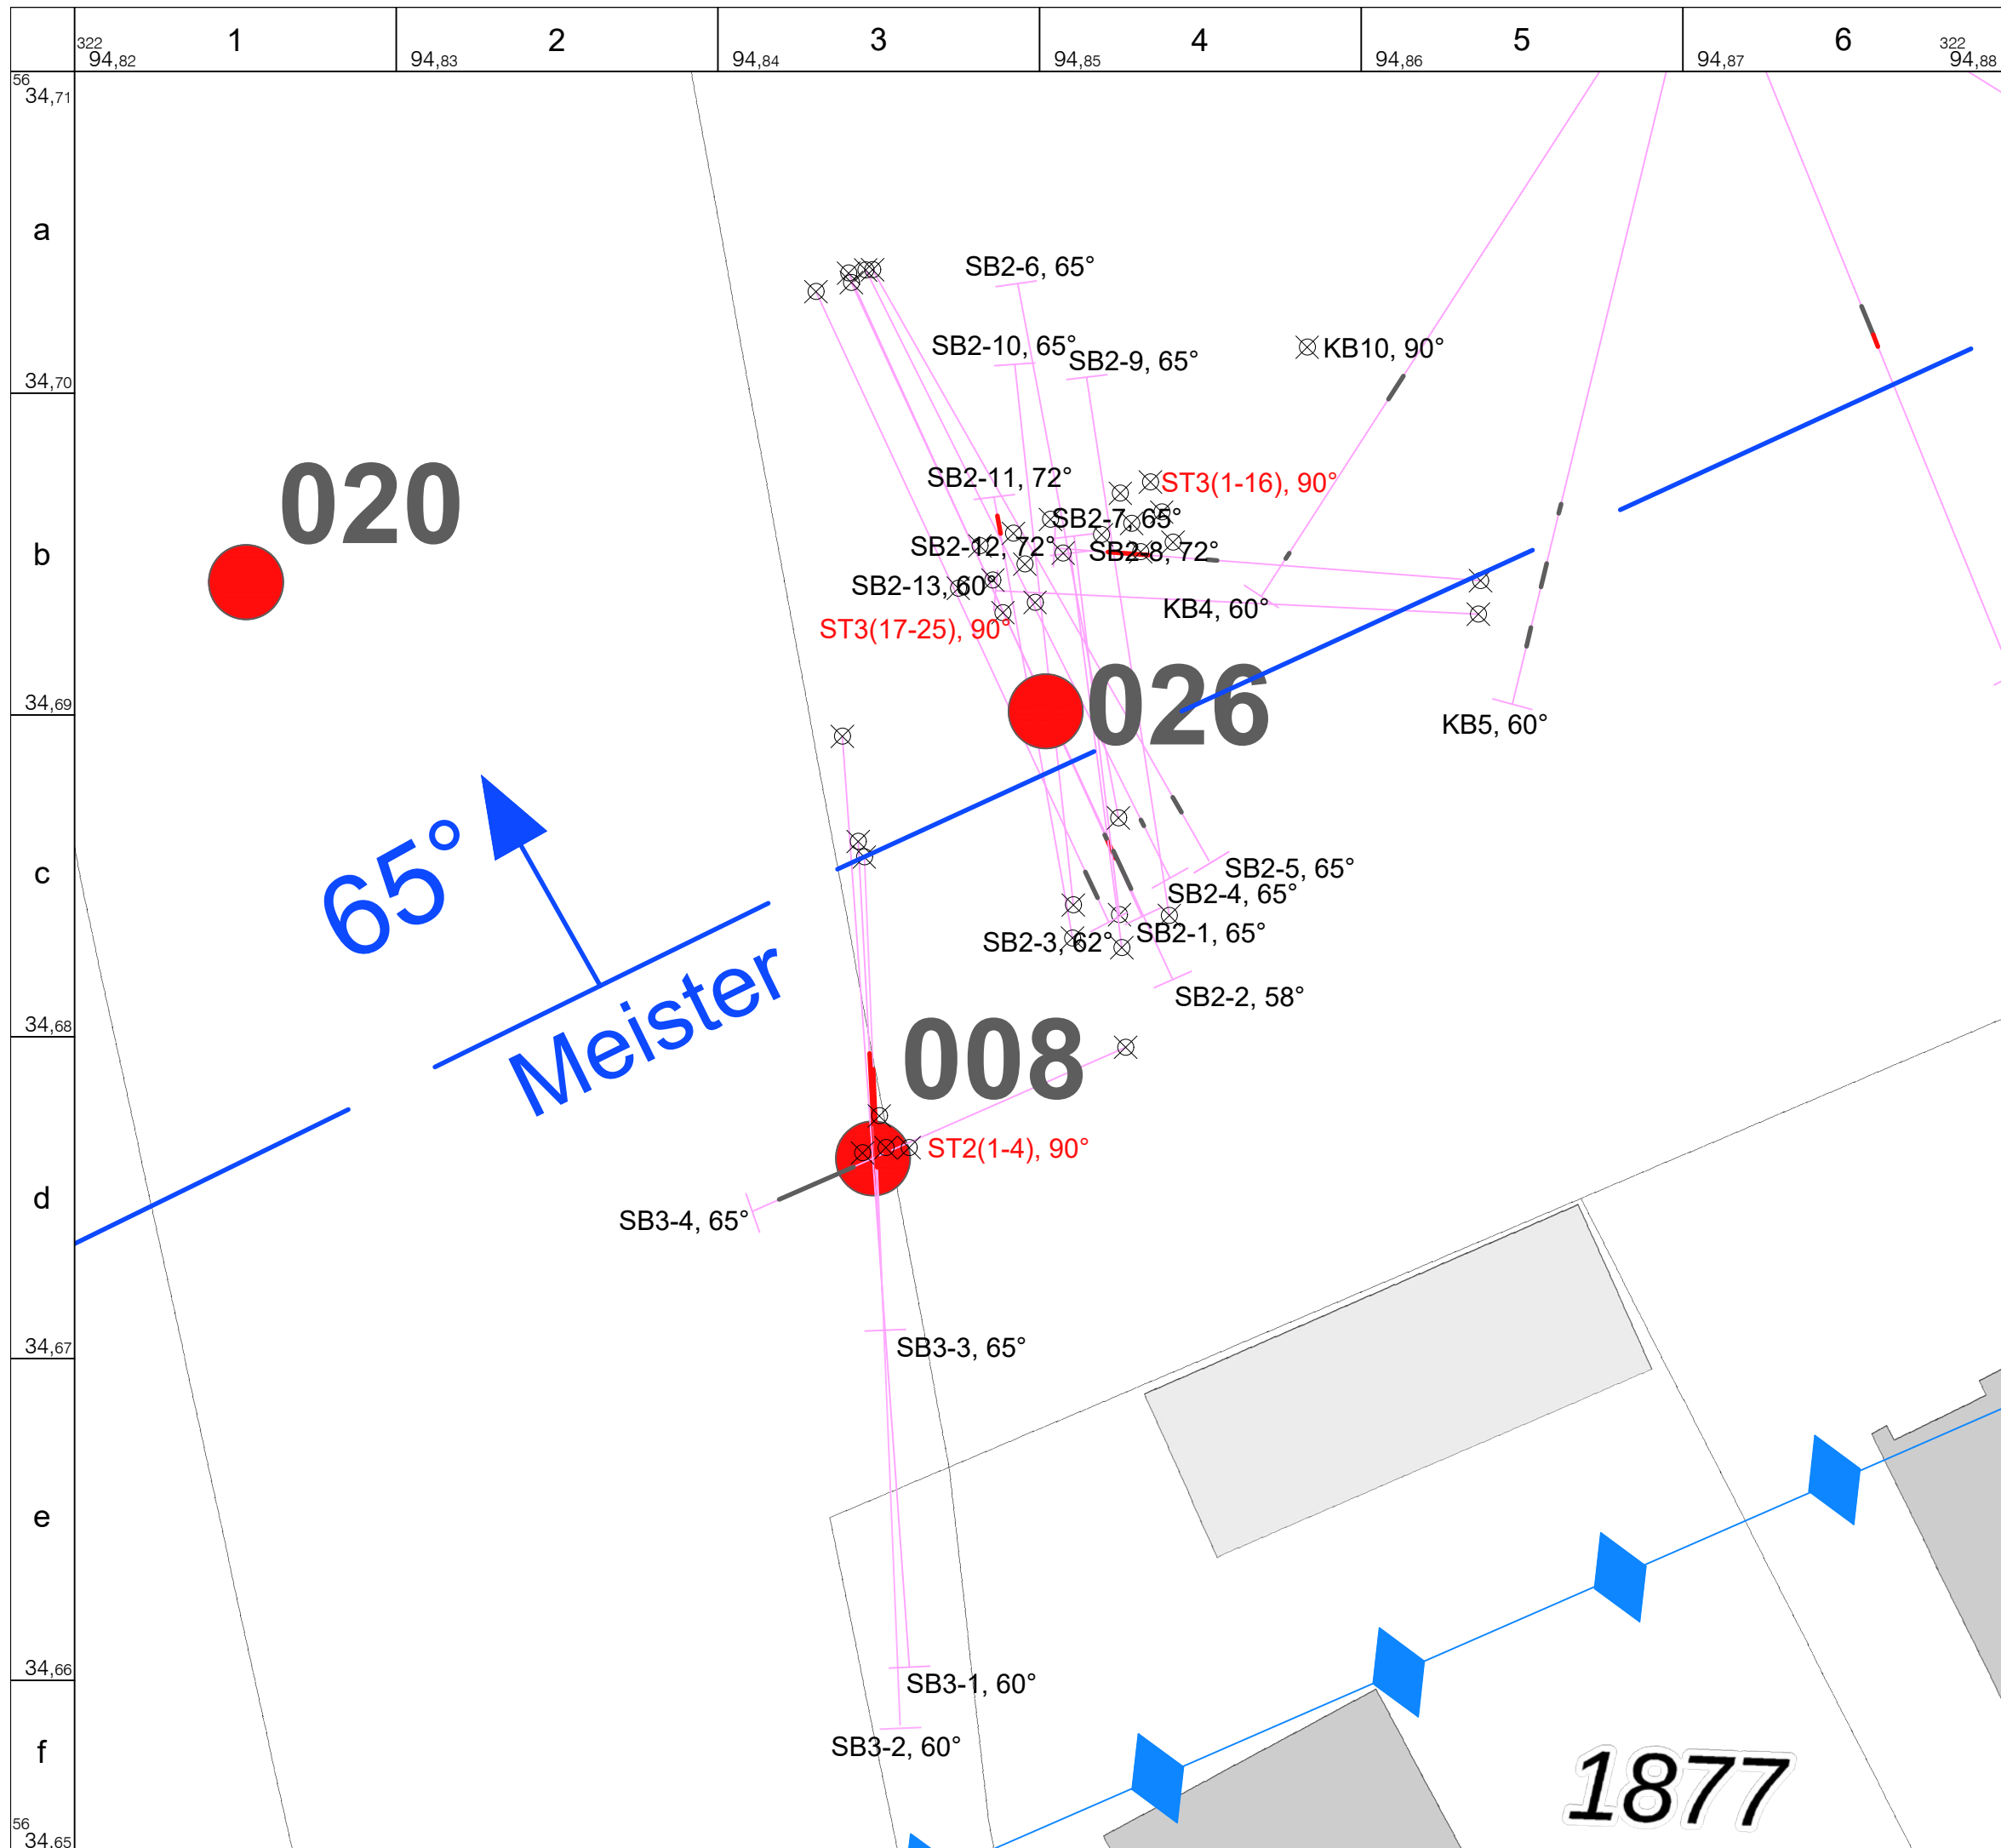 1 2 3 4 5 6
322 94,82 94,83 94,84 94,85 94,86 94,87 322 94,88
56 34,71
a
SB2-6, 65°
SB2-10, 65°
KB10, 90°
SB2-9, 65°
34,70
020
SB2-11, 72°
ST3(1-16), 90°
SB2-7, 65°
b
SB2-12, 72°
SB2-8, 72°
SB2-13, 60°
KB4, 60°
ST3(17-25), 90°
34,69
026
KB5, 60°
65°
c
SB2-5, 65°
SB2-4, 65°
SB2-1, 65°
SB2-3, 62°
Meister
SB2-2, 58°
34,68
008
ST2(1-4), 90°
d
SB3-4, 65°
34,67
SB3-3, 65°
e
34,66
SB3-1, 60°
SB3-2, 60°
f
1877
56 34,65